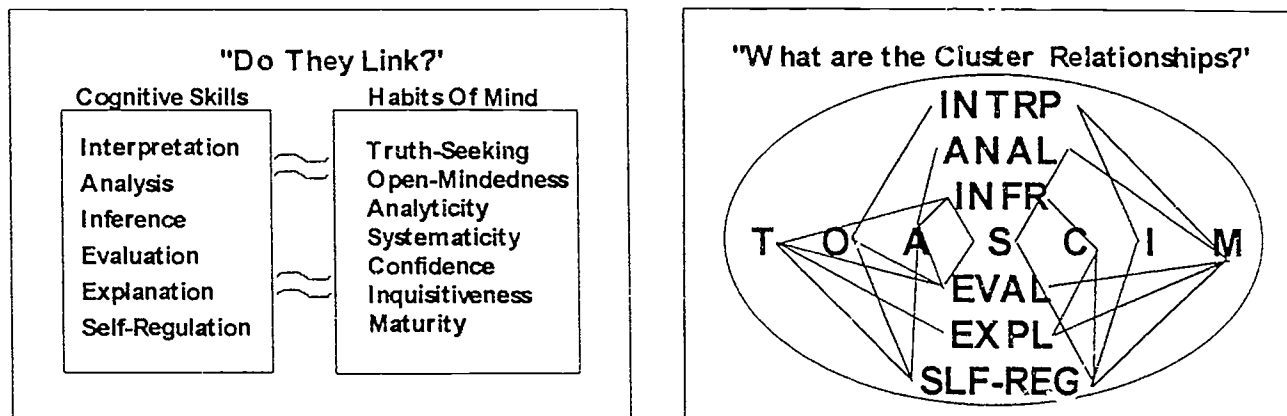 "Do They Link?'
Cognitive Skills
Interpretation
Analysis
Inference
Evaluation
Explanation
Self-Regulation
Habits Of Mind
Truth-Seeking
Open-Mindedness
Analyticity
Systematicity
Confidence
Inquisitiveness
Maturity
"What are the Cluster Relationships?'
INTRP
ANAL
INFR
T O A S C I M
EVAL
EXPL
SLF-REG